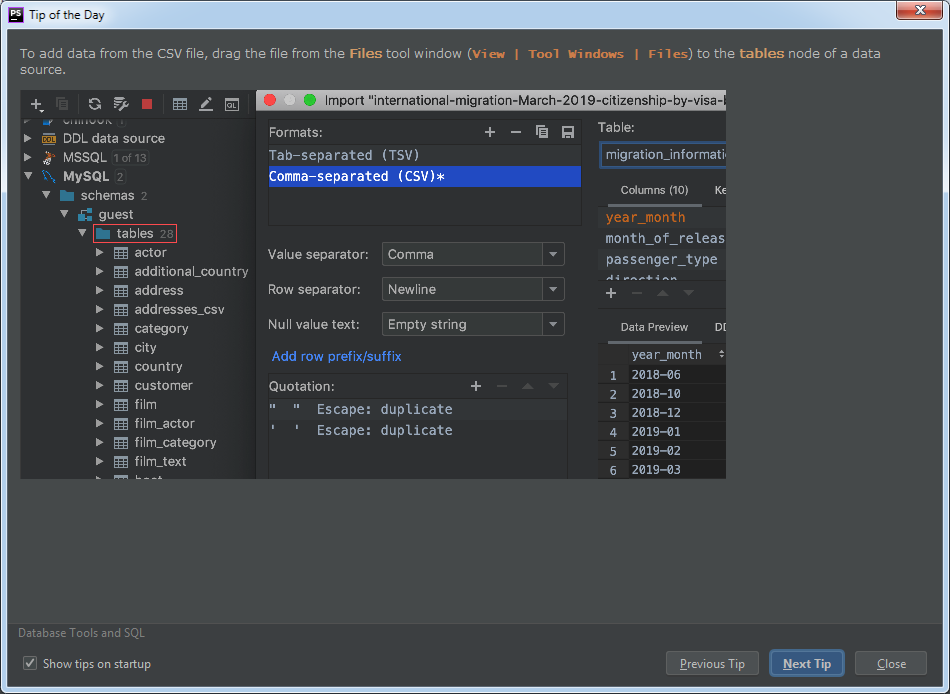 PS Tip of the Day
To add data from the CSV file, drag the file from the Files tool window (View | Tool Windows | Files) to the tables node of a data
source.
QL
Import "international-migration-March-2019-citizenship-by-visa-b
chinook 1
DDL DDL data source
MSSQL 1 of 13
MySQL 2
schemas 2
guest
tables 28
actor
additional_country
address
addresses_csv
category
city
country
customer
film
film_actor
film_category
film_text
Formats:
Tab-separated (TSV)
Comma-separated (CSV)*
Value separator: Comma
Row separator: Newline
Null value text: Empty string
Add row prefix/suffix
Quotation:
" " Escape: duplicate
' ' Escape: duplicate
Table:
migration_informati
Columns (10) Ke
year_month
month_of_releas
passenger_type
direction
Data Preview DD
year_month
1 2018-06
2 2018-10
3 2018-12
4 2019-01
5 2019-02
6 2019-03
Database Tools and SQL
Show tips on startup
Previous Tip Next Tip Close